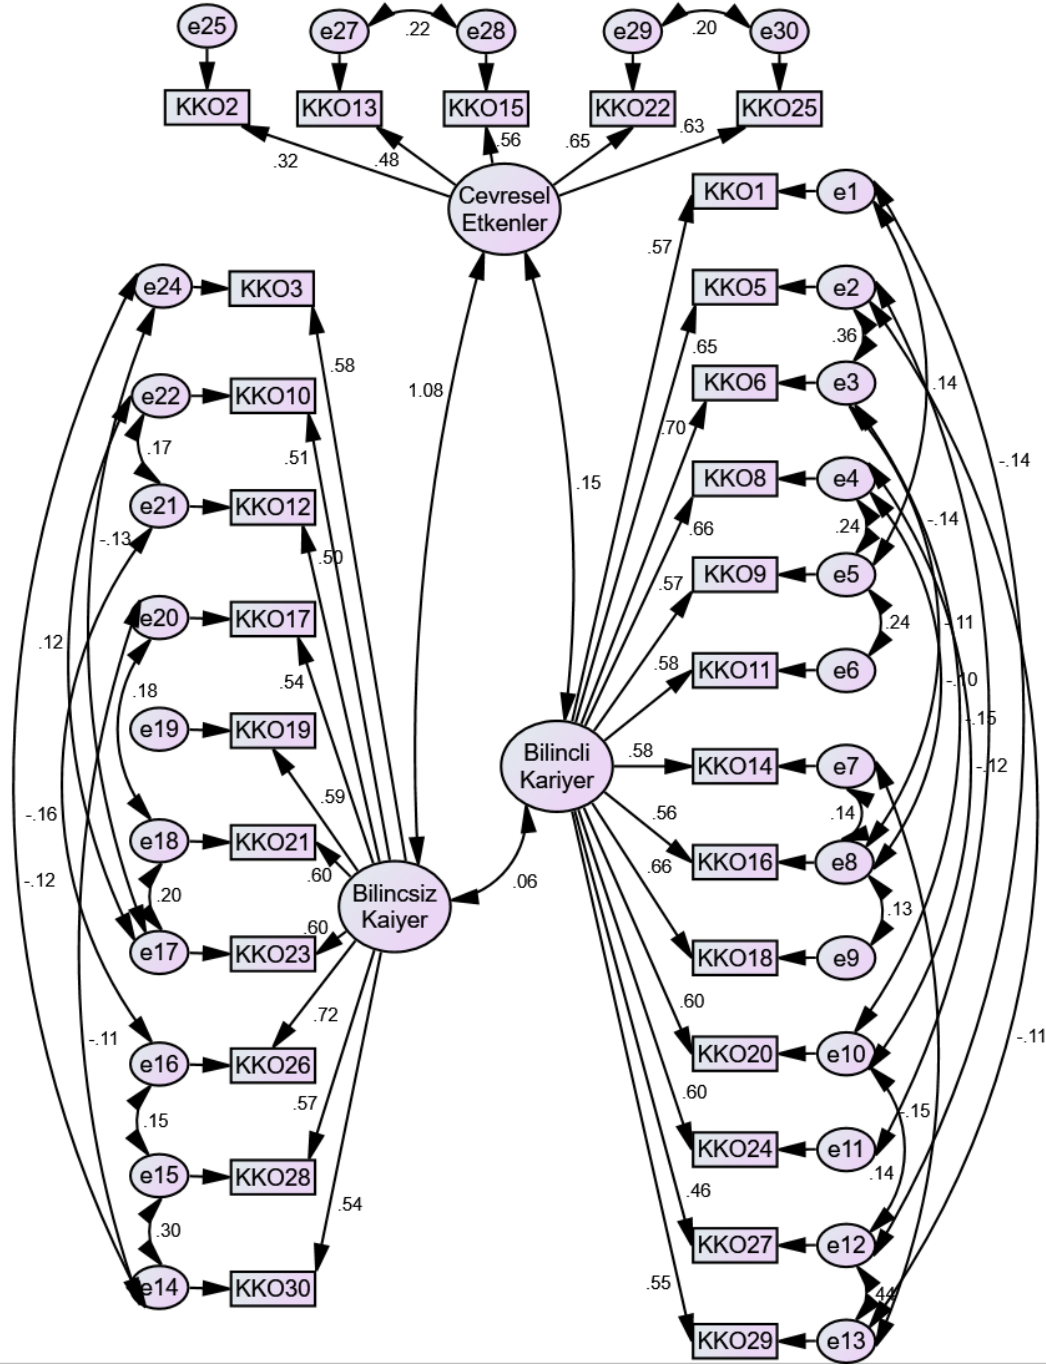 e25
e27
.22
e28
e29
.20
e30
KKO2
KKO13
KKO15
KKO22
KKO25
.32
.48
.56
.65
.63
Cevresel
Etkenler
KKO1
e1
.57
e24
KKO3
KKO5
e2
.36
.65
.58
1.08
e22
KKO10
KKO6
e3
.14
.70
.17
.51
-.14
e21
KKO12
KKO8
e4
.15
-.14
.24
.66
-.13
.50
KKO9
e5
.57
e20
KKO17
.24
.11
.12
.58
KKO11
e6
-.10
.18
.54
-.15
e19
KKO19
Bilincli
Kariyer
.58
KKO14
e7
-.12
.59
.14
-.16
.56
e18
KKO21
KKO16
e8
.66
-.12
.60
Bilincsiz
Kaiyer
.06
.20
.13
.60
e17
KKO23
KKO18
e9
.72
.60
-.11
-.11
e16
KKO26
KKO20
e10
.57
.60
-.15
.15
e15
KKO28
KKO24
e11
.14
.54
.46
.30
KKO27
e12
e14
KKO30
.55
.44
KKO29
e13